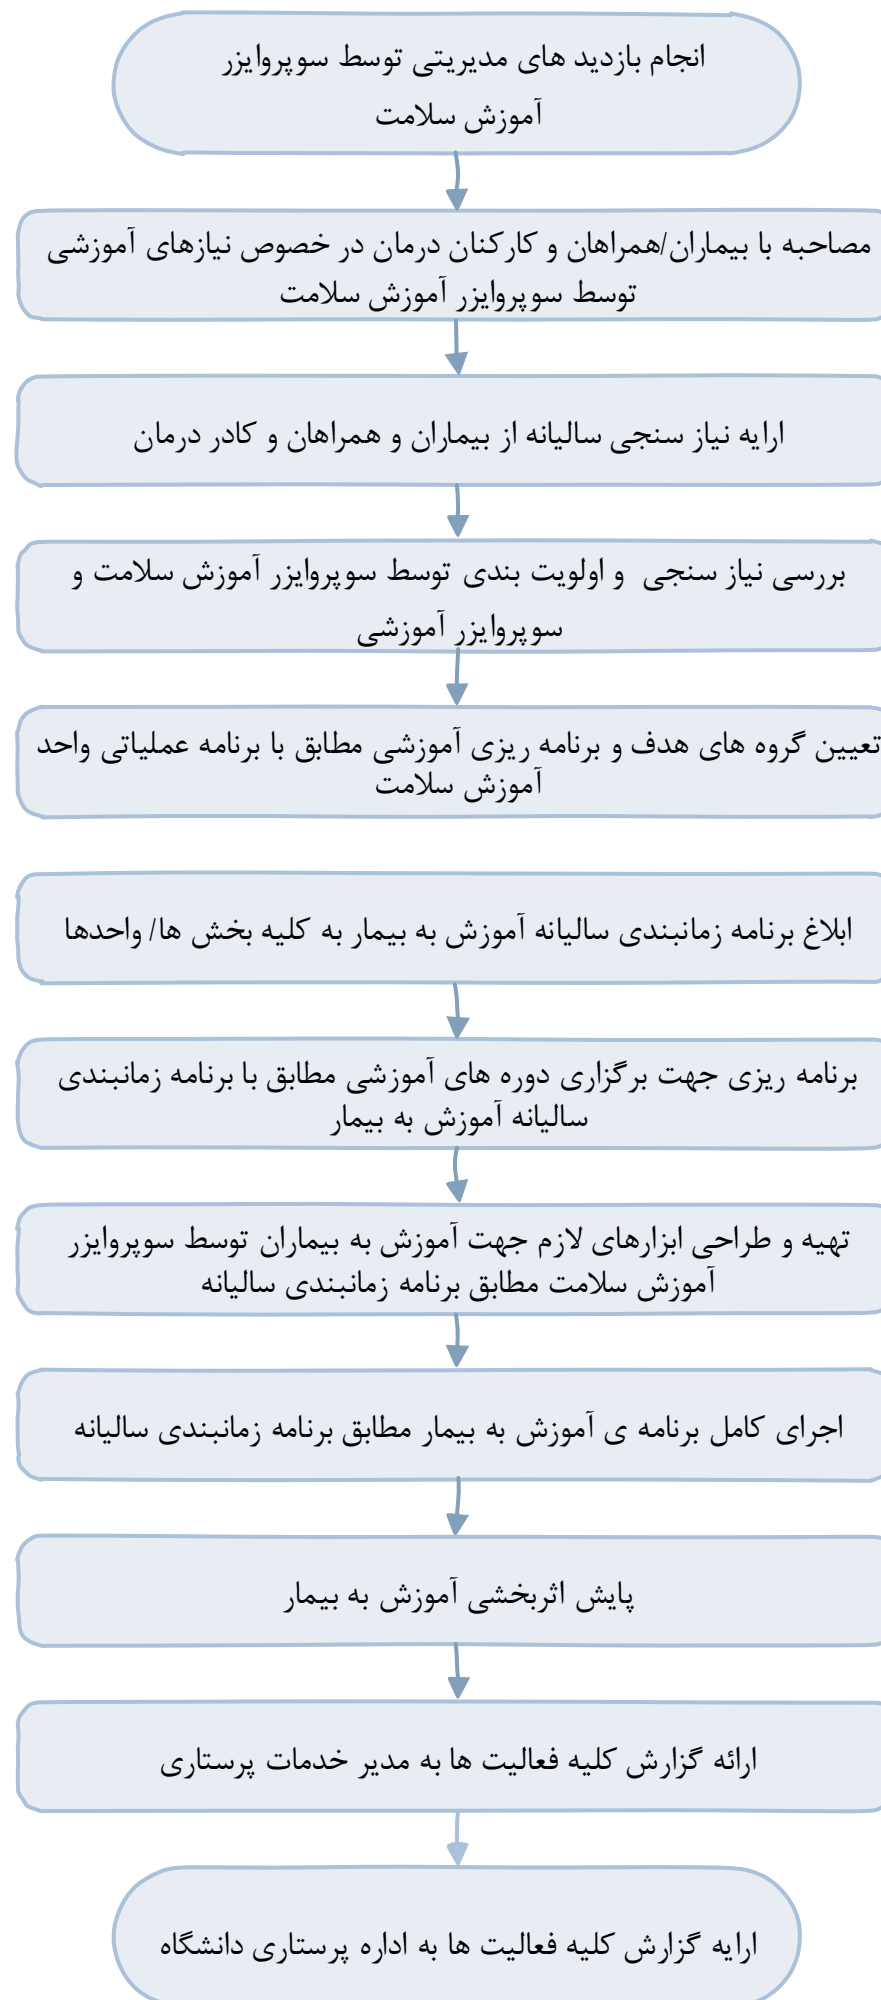 انجام بازدید های مدیریتی توسط سوپروایزر
آموزش سلامت
مصاحبه با بیماران/همراهان و کارکنان درمان در خصوص نیازهای آموزشی
توسط سوپروایزر آموزش سلامت
ارایه نیاز سنجی سالیانه از بیماران و همراهان و کادر درمان
بررسی نیاز سنجی و اولویت بندی توسط سوپروایزر آموزش سلامت و
سوپروایزر آموزشی
تعیین گروه های هدف و برنامه ریزی آموزشی مطابق با برنامه عملیاتی واحد
آموزش سلامت
ابلاغ برنامه زمانبندی سالیانه آموزش به بیمار به کلیه بخش ها/ واحدها
برنامه ریزی جهت برگزاری دوره های آموزشی مطابق با برنامه زمانبندی
سالیانه آموزش به بیمار
تهیه و طراحی ابزارهای لازم جهت آموزش به بیماران توسط سوپروایزر
آموزش سلامت مطابق برنامه زمانبندی سالیانه
اجرای کامل برنامه ی آموزش به بیمار مطابق برنامه زمانبندی سالیانه
پایش اثربخشی آموزش به بیمار
ارائه گزارش کلیه فعالیت ها به مدیر خدمات پرستاری
ارایه گزارش کلیه فعالیت ها به اداره پرستاری دانشگاه